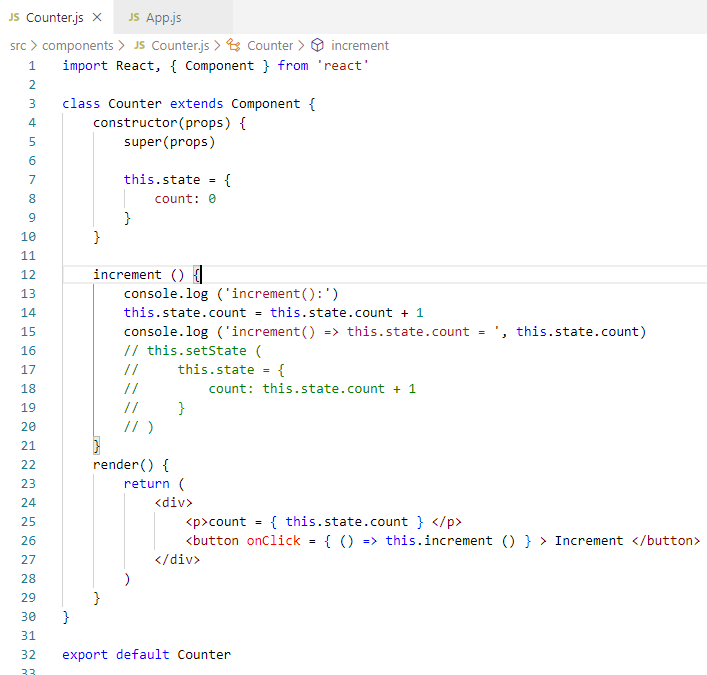 JS Counter.js × JS App.js
src > components > JS Counter.js > Counter > increment
1 import React, { Component } from 'react'
2
3 class Counter extends Component {
4     constructor(props) {
5         super(props)
6
7         this.state = {
8             count: 0
9         }
10     }
11
12     increment () {
13         console.log ('increment():')
14         this.state.count = this.state.count + 1
15         console.log ('increment() => this.state.count = ', this.state.count)
16         // this.setState (
17         //     this.state = {
18         //         count: this.state.count + 1
19         //     }
20         // )
21     }
22     render() {
23         return (
24             <div>
25                 <p>count = { this.state.count } </p>
26                 <button onClick = { () => this.increment () } > Increment </button>
27             </div>
28         )
29     }
30 }
31
32 export default Counter
33